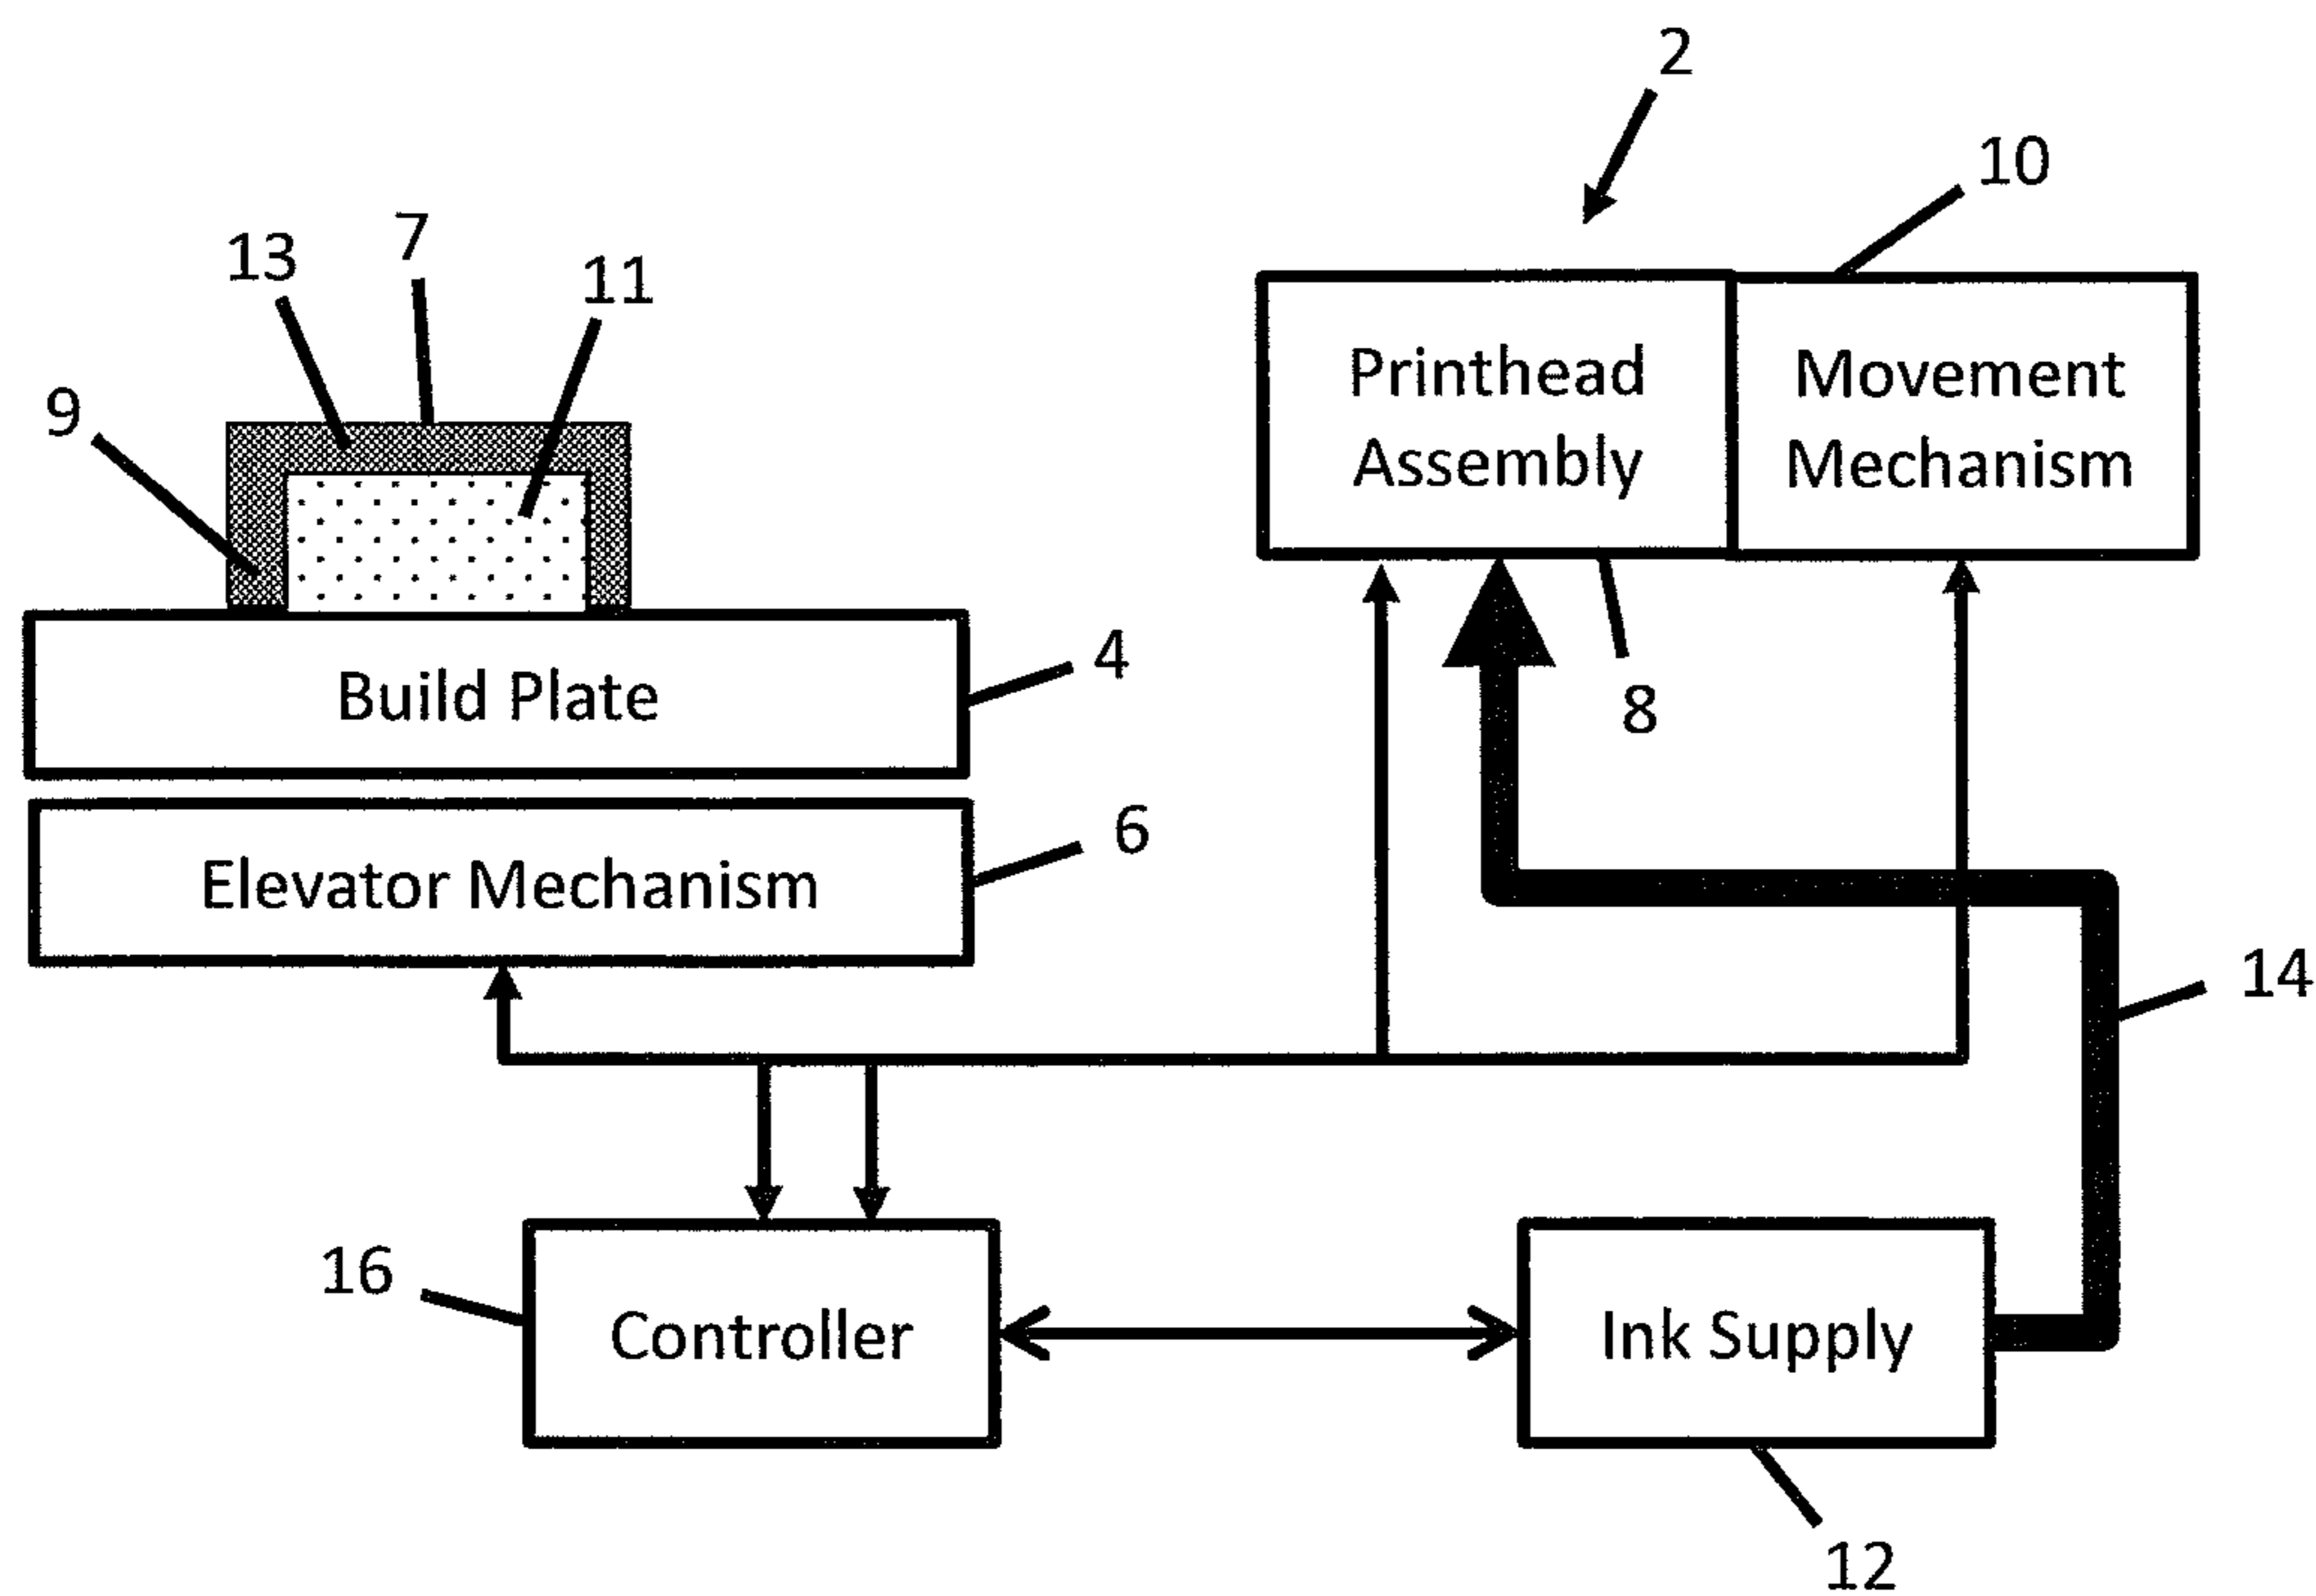 2
10
7
13
11
9
Printhead
Assembly
Movement
Mechanism
4
Build Plate
8
6
Elevator Mechanism
14
16
Controller
Ink Supply
12